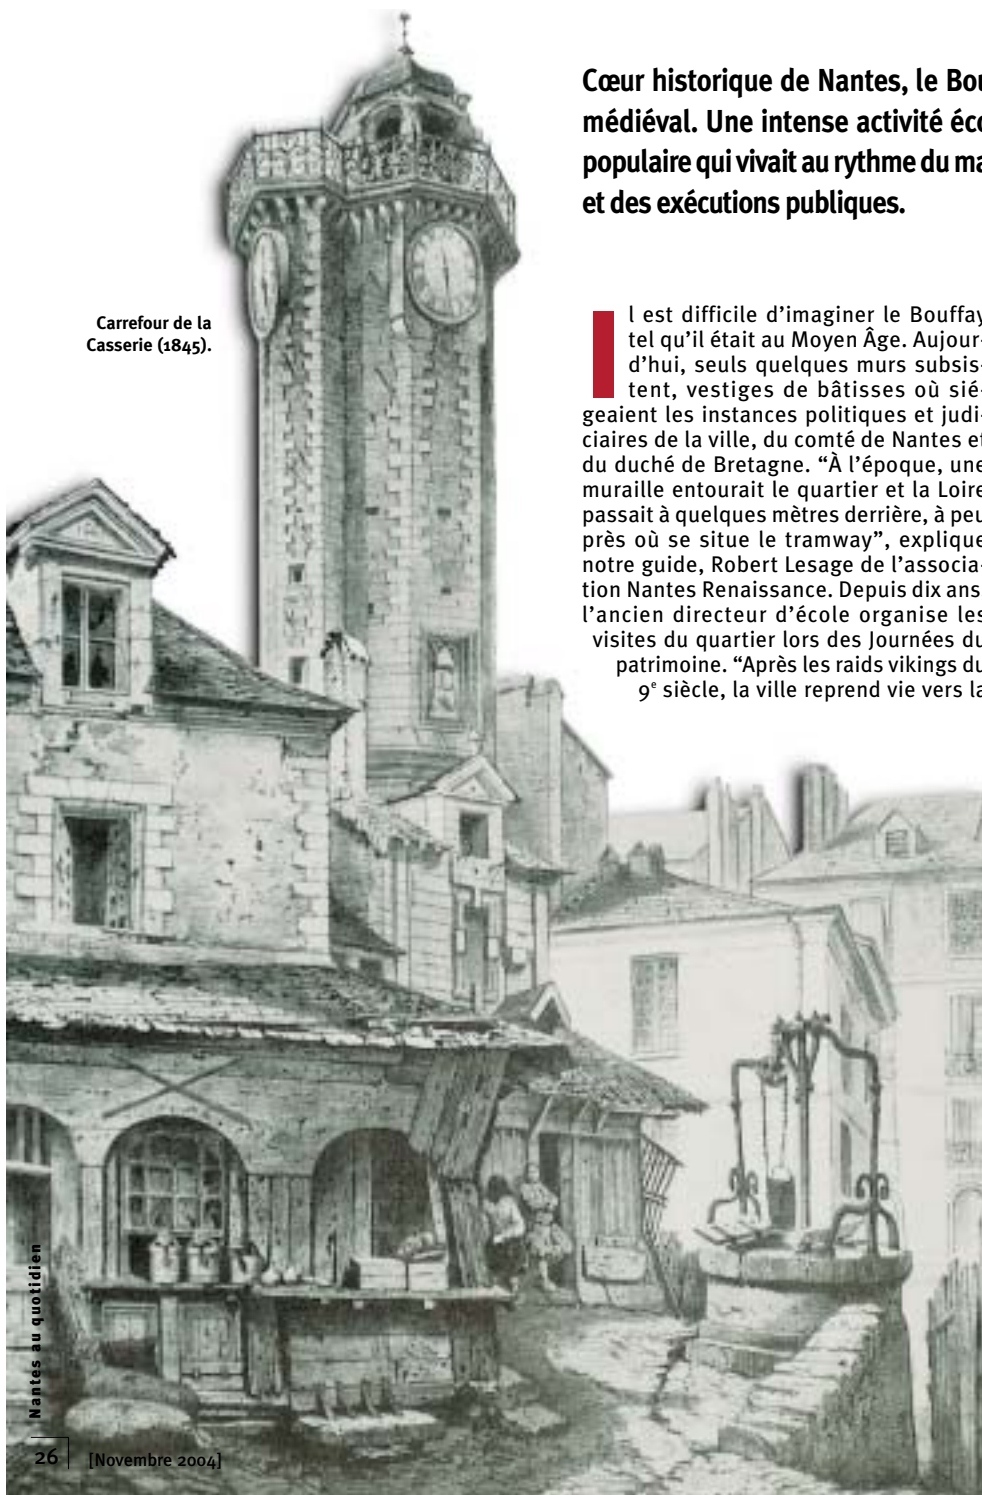 Cœur historique de Nantes, le Bou
médiéval. Une intense activité éco
populaire qui vivait au rythme du ma
et des exécutions publiques.
Carrefour de la
Casserie (1845).
Il est difficile d’imaginer le Bouffay
tel qu’il était au Moyen Âge. Aujour-
d’hui, seuls quelques murs subsis-
tent, vestiges de bâtisses où sié-
geaient les instances politiques et judi-
ciaires de la ville, du comté de Nantes et
du duché de Bretagne. “À l’époque, une
muraille entourait le quartier et la Loire
passait à quelques mètres derrière, à peu
près où se situe le tramway”, explique
notre guide, Robert Lesage de l’associa-
tion Nantes Renaissance. Depuis dix ans
l’ancien directeur d’école organise les
visites du quartier lors des Journées du
patrimoine. “Après les raids vikings du
9e siècle, la ville reprend vie vers la
Nantes au quotidien
26
[Novembre 2004]